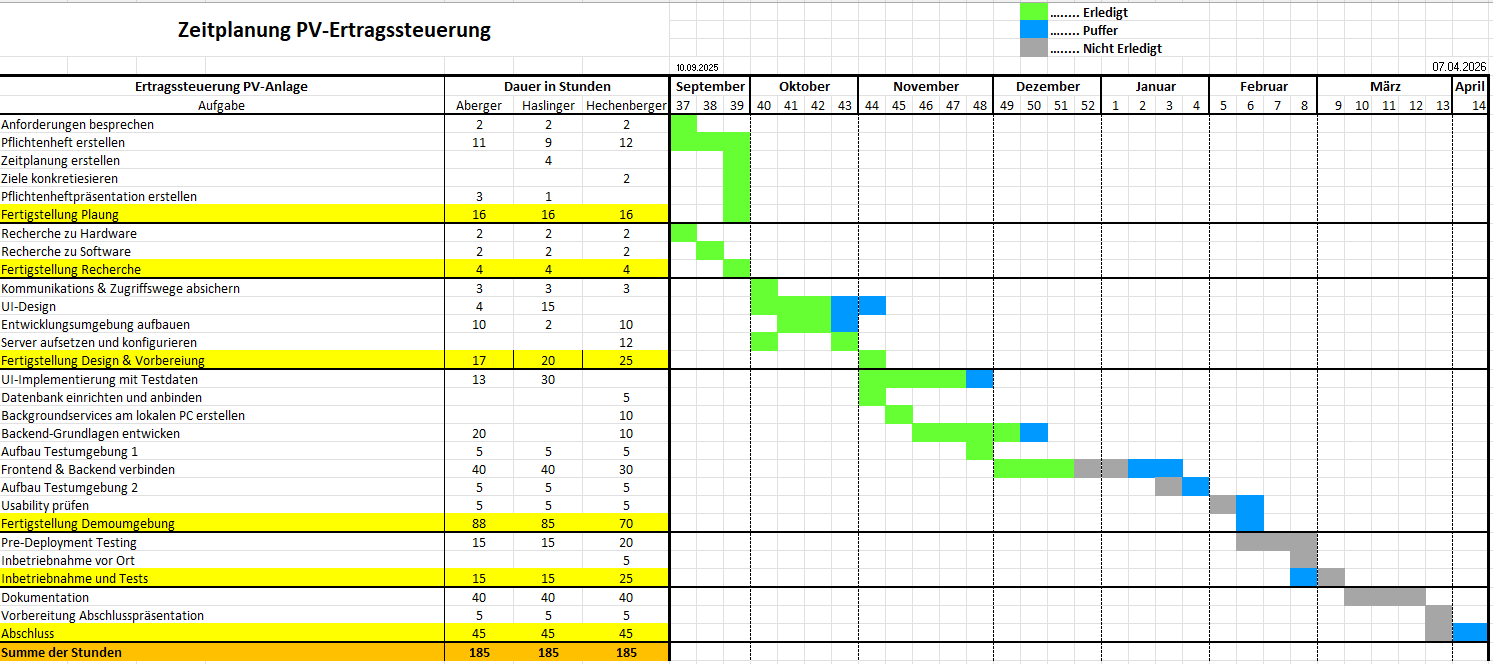 Zeitplanung PV-Ertragssteuerung
........ Erledigt
........ Puffer
........ Nicht Erledigt
10.09.2025 07.04.2026
Ertragssteuerung PV-Anlage Dauer in Stunden September Oktober November Dezember Januar Februar März April
Aufgabe Aberger Haslinger Hechenberger 37 38 39 40 41 42 43 44 45 46 47 48 49 50 51 52 1 2 3 4 5 6 7 8 9 10 11 12 13 14
Anforderungen besprechen 2 2 2
Pflichtenheft erstellen 11 9 12
Zeitplanung erstellen 4
Ziele konkretiesieren 2
Pflichtenheftpräsentation erstellen 3 1
Fertigstellung Plaung 16 16 16
Recherche zu Hardware 2 2 2
Recherche zu Software 2 2 2
Fertigstellung Recherche 4 4 4
Kommunikations & Zugriffswege absichern 3 3 3
UI-Design 4 15
Entwicklungsumgebung aufbauen 10 2 10
Server aufsetzen und konfigurieren 12
Fertigstellung Design & Vorbereiung 17 20 25
UI-Implementierung mit Testdaten 13 30
Datenbank einrichten und anbinden 5
Backgroundservices am lokalen PC erstellen 10
Backend-Grundlagen entwicken 20 10
Aufbau Testumgebung 1 5 5 5
Frontend & Backend verbinden 40 40 30
Aufbau Testumgebung 2 5 5 5
Usability prüfen 5 5 5
Fertigstellung Demoumgebung 88 85 70
Pre-Deployment Testing 15 15 20
Inbetriebnahme vor Ort 5
Inbetriebnahme und Tests 15 15 25
Dokumentation 40 40 40
Vorbereitung Abschlusspräsentation 5 5 5
Abschluss 45 45 45
Summe der Stunden 185 185 185